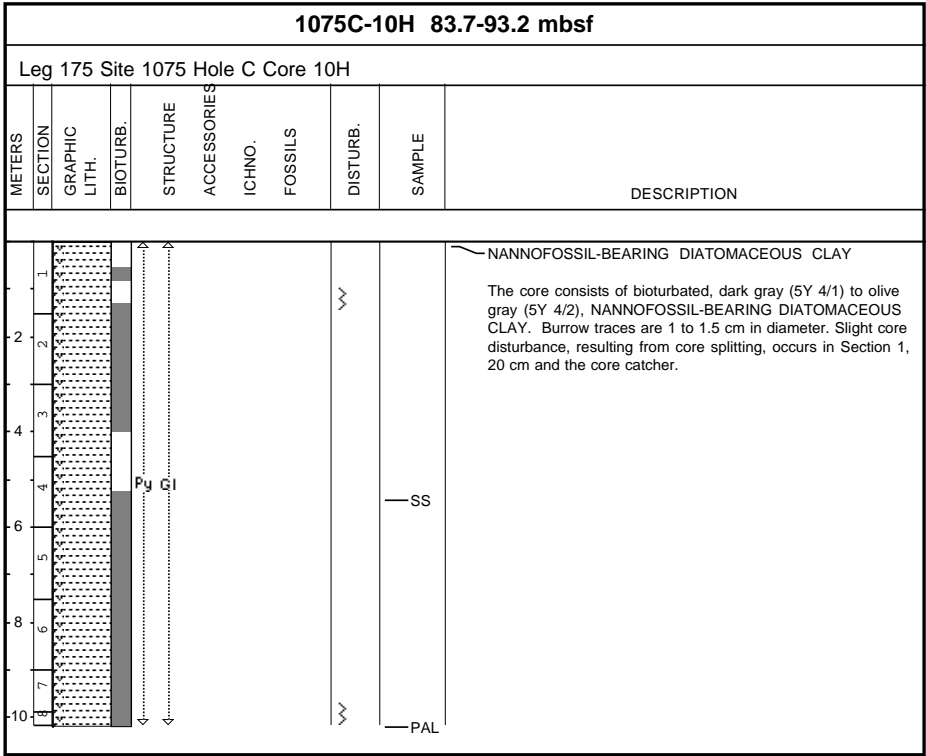 1075C-10H 83.7-93.2 mbsf
Leg 175 Site 1075 Hole C Core 10H
METERS
SECTION
GRAPHIC
LITH.
BIOTURB.
STRUCTURE
ACCESSORIES
ICHNO.
FOSSILS
DISTURB.
SAMPLE
DESCRIPTION
NANNOFOSSIL-BEARING DIATOMACEOUS CLAY
The core consists of bioturbated, dark gray (5Y 4/1) to olive
gray (5Y 4/2), NANNOFOSSIL-BEARING DIATOMACEOUS
CLAY. Burrow traces are 1 to 1.5 cm in diameter. Slight core
disturbance, resulting from core splitting, occurs in Section 1,
20 cm and the core catcher.
1
2
2
3
4
4
Py Gl
SS
6
5
8
6
7
10
8
PAL